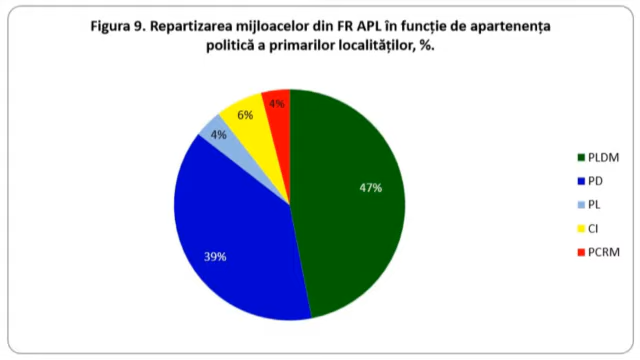 Figura 9. Repartizarea mijloacelor din FR APL în funcție de apartenența
politică a primarilor localităților, %.
4%
6%
4%
47%
39%
PLDM
PD
PL
CI
PCRM